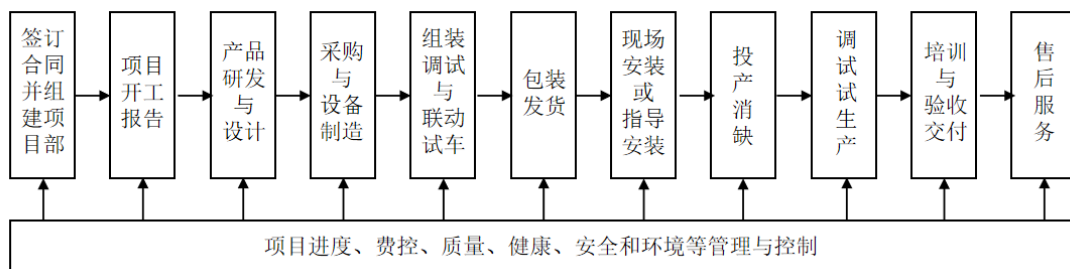 签订
合同
并组
建项
目部
项目
开工
报告
产品
研发
与
设计
采购
与
设备
制造
组装
调试
与
联动
试车
包装
发货
现场
安装
或
指导
安装
投
产
消
缺
调
试
试
生
产
培训
与
验收
交付
售
后
服
务
项目进度、费控、质量、健康、安全和环境等管理与控制